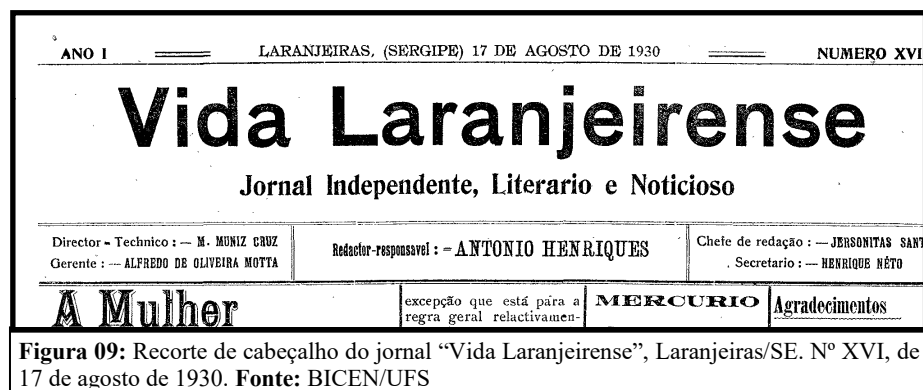 ANO I LARANJEIRAS, (SERGIPE) 17 DE AGOSTO DE 1930 NUMERO XVI
Vida Laranjeirense
Jornal Independente, Literario e Noticioso
Director - Technico : — M. MUNIZ CRUZ
Gerente : — ALFREDO DE OLIVEIRA MOTTA
Redactor-responsavel : — ANTONIO HENRIQUES
Chefe de redação : — JERSONITAS SANT
Secretario : — HENRIQUE NÉTO
A Mulher
excepção que está para a
regra geral relactivamen-
MERCURIO
Agradecimentos
Figura 09: Recorte de cabeçalho do jornal “Vida Laranjeirense”, Laranjeiras/SE. Nº XVI, de
17 de agosto de 1930. Fonte: BICEN/UFS